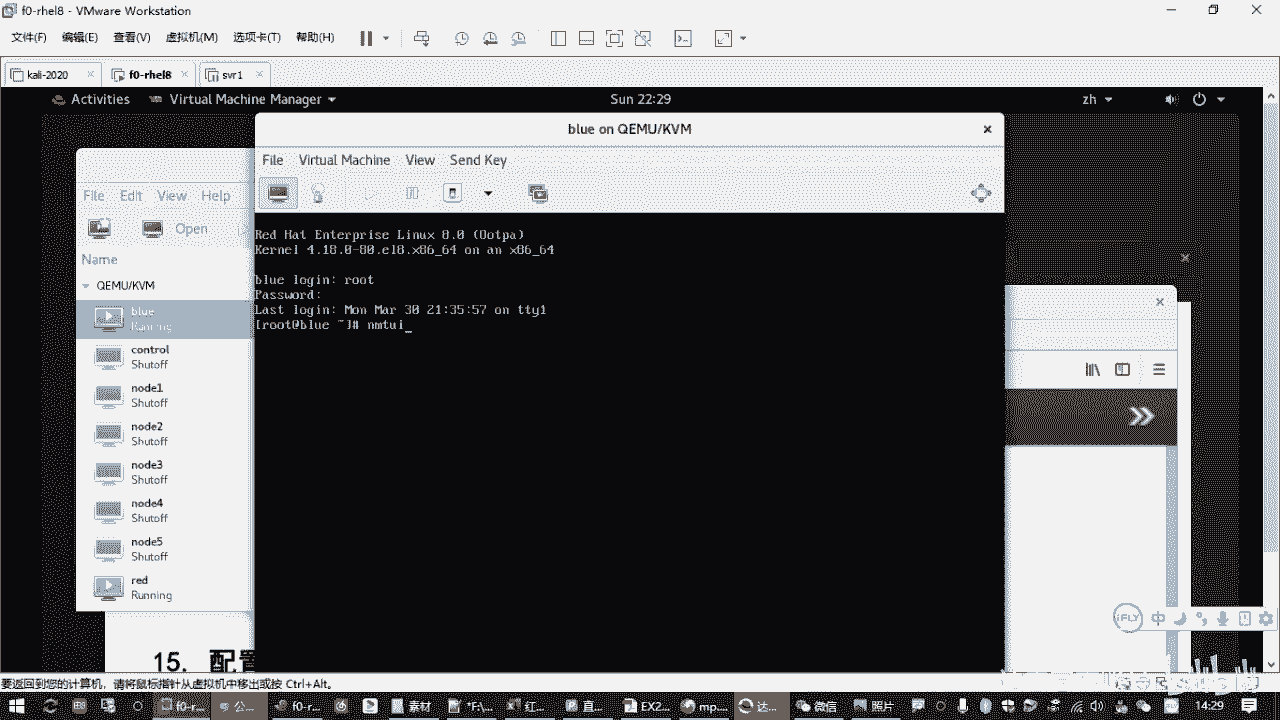 f0-rhel8 - VMware Workstation
文件(F) 编辑(E) 查看(V) 虚拟机(M) 选项卡(T) 帮助(H)
kali-2020 f0-rhel8 svr1
Activities Virtual Machine Manager Sun 22:29 zh
blue on QEMU/KVM
File Virtual Machine View Send Key
File Edit View Help
Open
Name
QEMU/KVM
blue
Running
control
Shutoff
node1
Shutoff
node2
Shutoff
node3
Shutoff
node4
Shutoff
node5
Shutoff
red
Running
Red Hat Enterprise Linux 8.0 (Ootpa)
Kernel 4.18.0-80.el8.x86_64 on an x86_64
blue login: root
Password:
Last login: Mon Mar 30 21:35:57 on tty1
[root@blue ~]# nmtui_
iFLY 中
15. 配置
要返回到您的计算机，请将鼠标指针从虚拟机中移出或按 Ctrl+Alt。
f0-r... 公... f0-r... 素材 F:\... 红... 直... EX2... mp... 达... 微信 照片 14:29